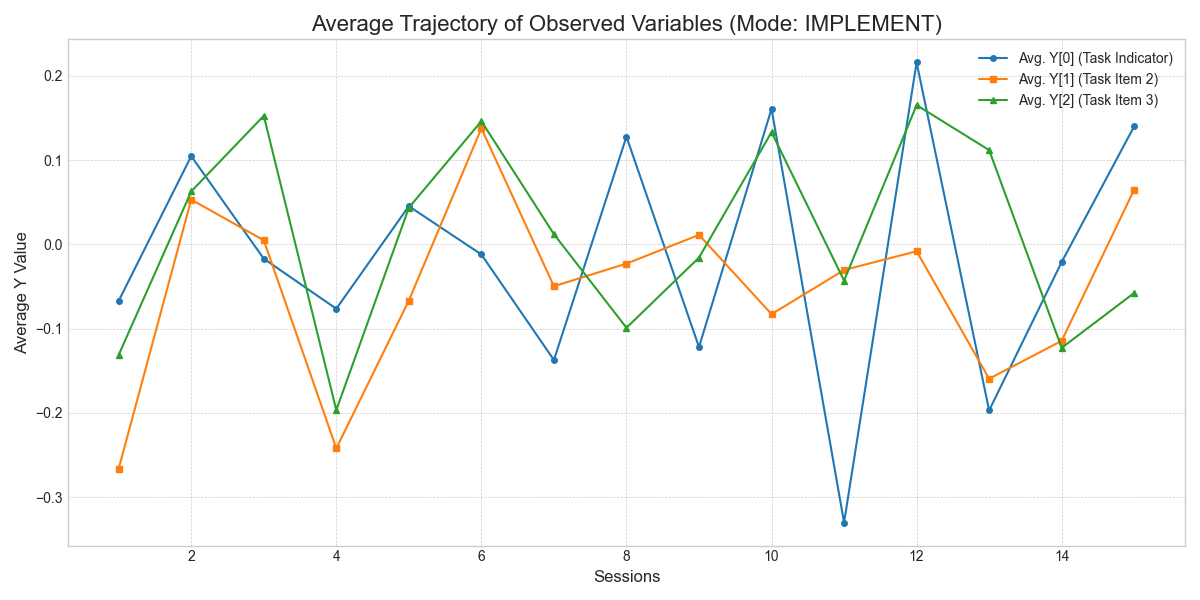 Average Trajectory of Observed Variables (Mode: IMPLEMENT)
Avg. Y[0] (Task Indicator)
Avg. Y[1] (Task Item 2)
Avg. Y[2] (Task Item 3)
Average Y Value
0.2
0.1
0.0
−0.1
−0.2
−0.3
2 4 6 8 10 12 14
Sessions